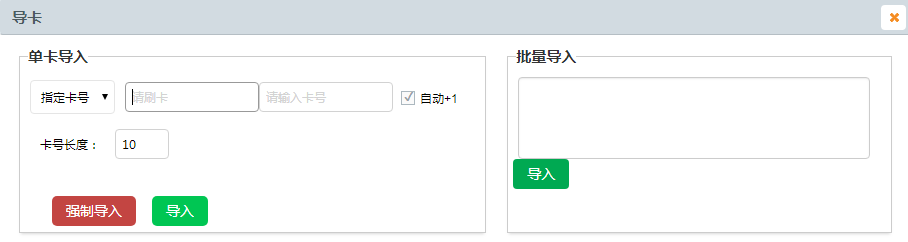 导卡
单卡导入
指定卡号 请刷卡 请输入卡号 自动+1
卡号长度： 10
强制导入 导入
批量导入
导入